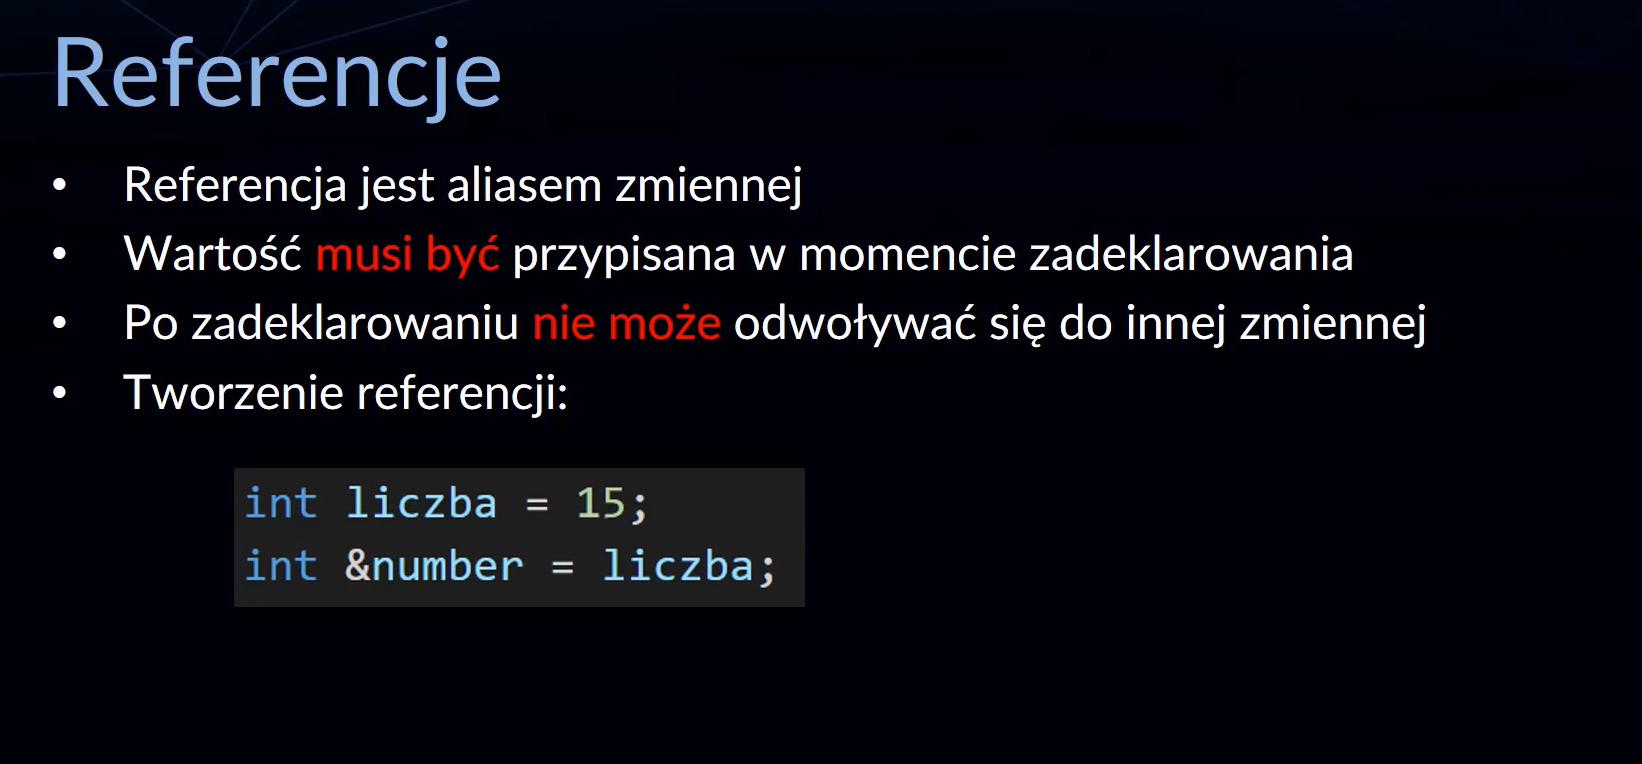 Referencje
• Referencja jest aliasem zmiennej
• Wartość musi być przypisana w momencie zadeklarowania
• Po zadeklarowaniu nie może odwoływać się do innej zmiennej
• Tworzenie referencji:
int liczba = 15;
int &number = liczba;